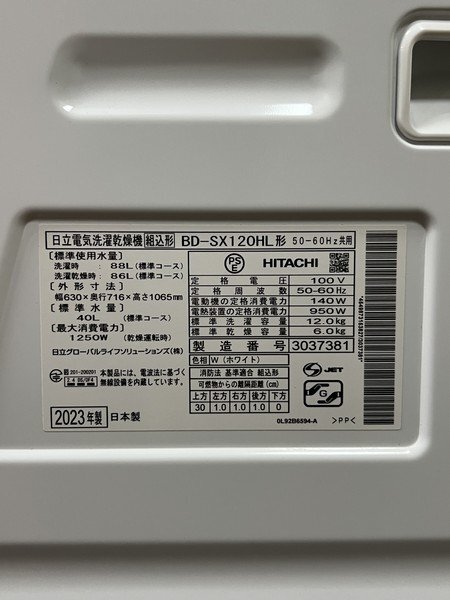 日立電気洗濯乾燥機 組込形 BD-SX120HL形 50-60Hz共用
[標準使用水量]
洗濯時 : 88L(標準コース)
洗濯乾燥時 : 86L(標準コース)
[外形寸法]
幅630×奥行716×高さ1065mm
[標準水量]
40L(標準コース)
[最大消費電力]
1250W(乾燥運転時)
日立グローバルライフソリューションズ(株)
PSE HITACHI
定格電圧 100V
定格周波数 50-60Hz
電動機の定格消費電力 140W
電熱装置の定格消費電力 950W
標準洗濯容量 12.0kg
標準乾燥容量 6.0kg
製造番号 3037381
色相 W(ホワイト)
消防法 基準適合 組込形
可燃物からの離隔距離(cm)
上方 左方 右方 後方 下方
30 1.0 1.0 1.0 0
R 201-200201
本製品には、電波法に基づく
無線設備を内蔵しています。
2023年製 日本製
S JET
G
0L92B6594-A
>PP<